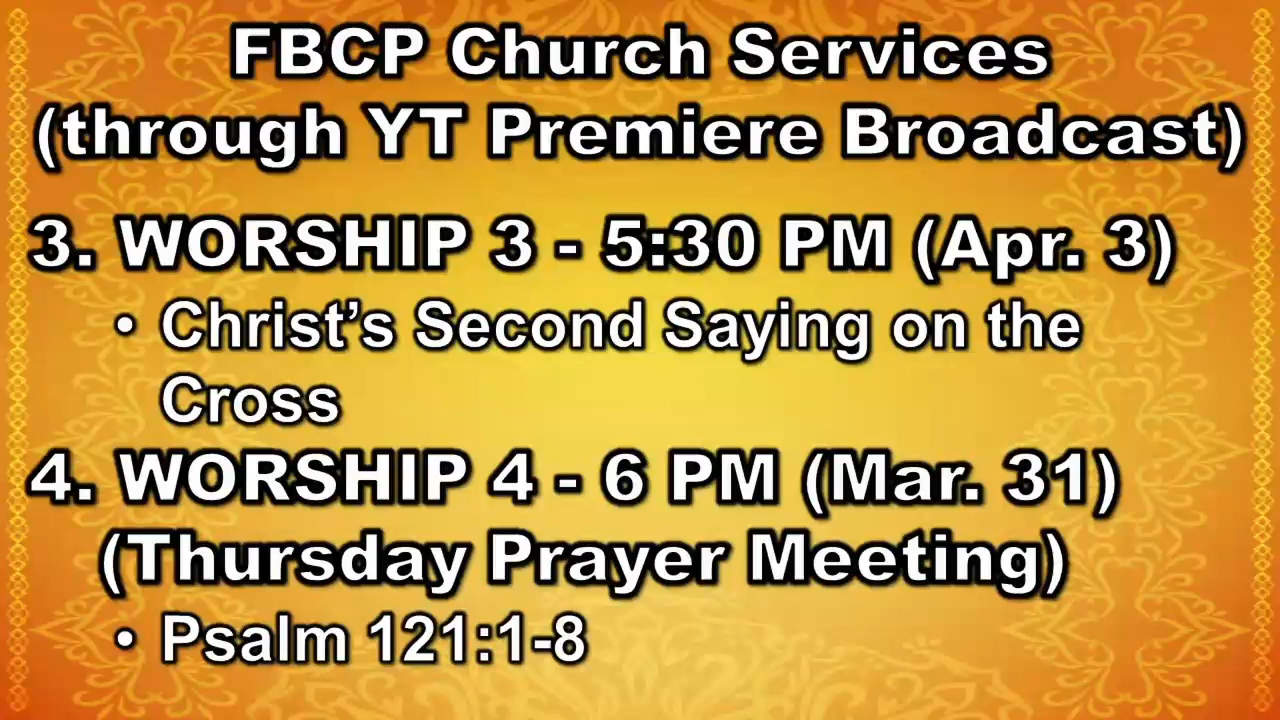 FBCP Church Services
(through YT Premiere Broadcast)
3. WORSHIP 3 - 5:30 PM (Apr. 3)
• Christ’s Second Saying on the
Cross
4. WORSHIP 4 - 6 PM (Mar. 31)
(Thursday Prayer Meeting)
• Psalm 121:1-8